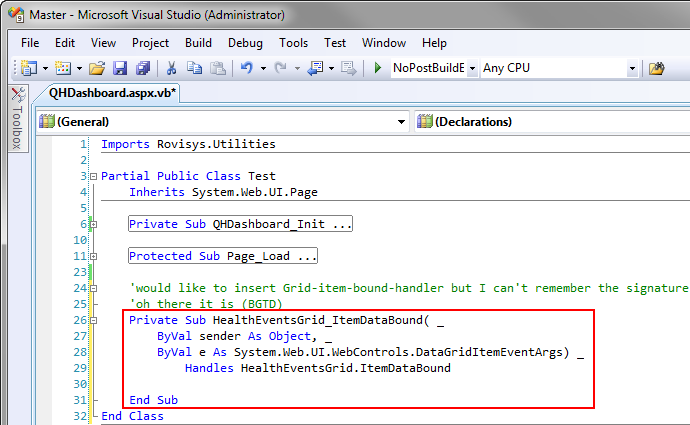 Master - Microsoft Visual Studio (Administrator)
File Edit View Project Build Debug Tools Test Window Help
NoPostBuildE Any CPU
Toolbox
QHDashboard.aspx.vb*
(General) (Declarations)
1 Imports Rovisys.Utilities
2
3 Partial Public Class Test
4 Inherits System.Web.UI.Page
5
6 Private Sub QHDashboard_Init ...
10
11 Protected Sub Page_Load ...
23
24 'would like to insert Grid-item-bound-handler but I can't remember the signature
25 'oh there it is (BGTD)
26 Private Sub HealthEventsGrid_ItemDataBound( _
27 ByVal sender As Object, _
28 ByVal e As System.Web.UI.WebControls.DataGridItemEventArgs) _
29 Handles HealthEventsGrid.ItemDataBound
30
31 End Sub
32 End Class